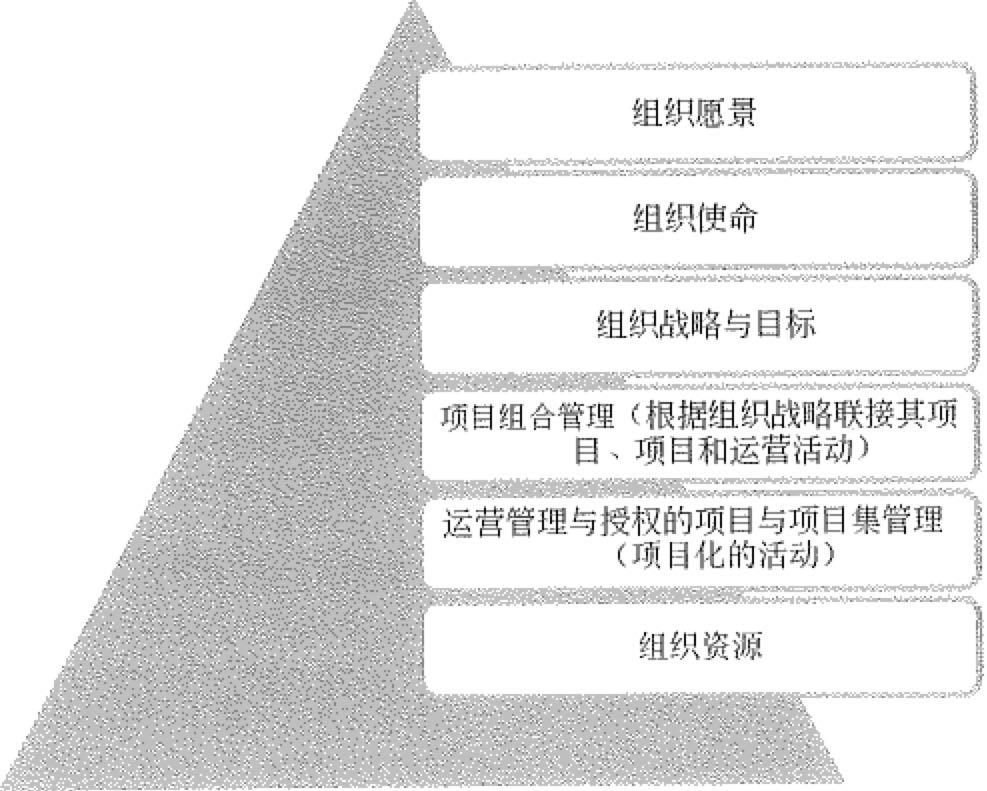 组织愿景
组织使命
组织战略与目标
项目组合管理（根据组织战略联接其项
目、项目和运营活动）
运营管理与授权的项目与项目集管理
（项目化的活动）
组织资源